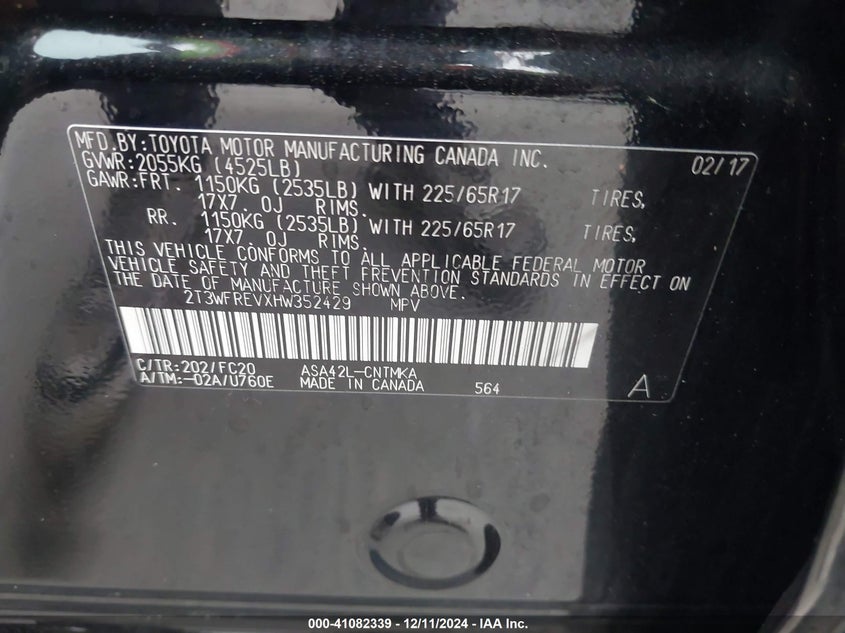 MFD.BY:TOYOTA MOTOR MANUFACTURING CANADA INC. 02/17
GVWR:2055KG (4525LB)
GAWR:FRT. 1150KG (2535LB) WITH 225/65R17 TIRES,
17X7.0J RIMS.
RR. 1150KG (2535LB) WITH 225/65R17 TIRES,
17X7.0J RIMS.
THIS VEHICLE CONFORMS TO ALL APPLICABLE FEDERAL MOTOR
VEHICLE SAFETY AND THEFT PREVENTION STANDARDS IN EFFECT ON
THE DATE OF MANUFACTURE SHOWN ABOVE.
2T3WFREVXHW352429 MPV
C/TR:202/FC20 ASA42L-CNTMKA
A/TM:-02A/U760E MADE IN CANADA 564 A
000-41082339 - 12/11/2024 - IAA Inc.